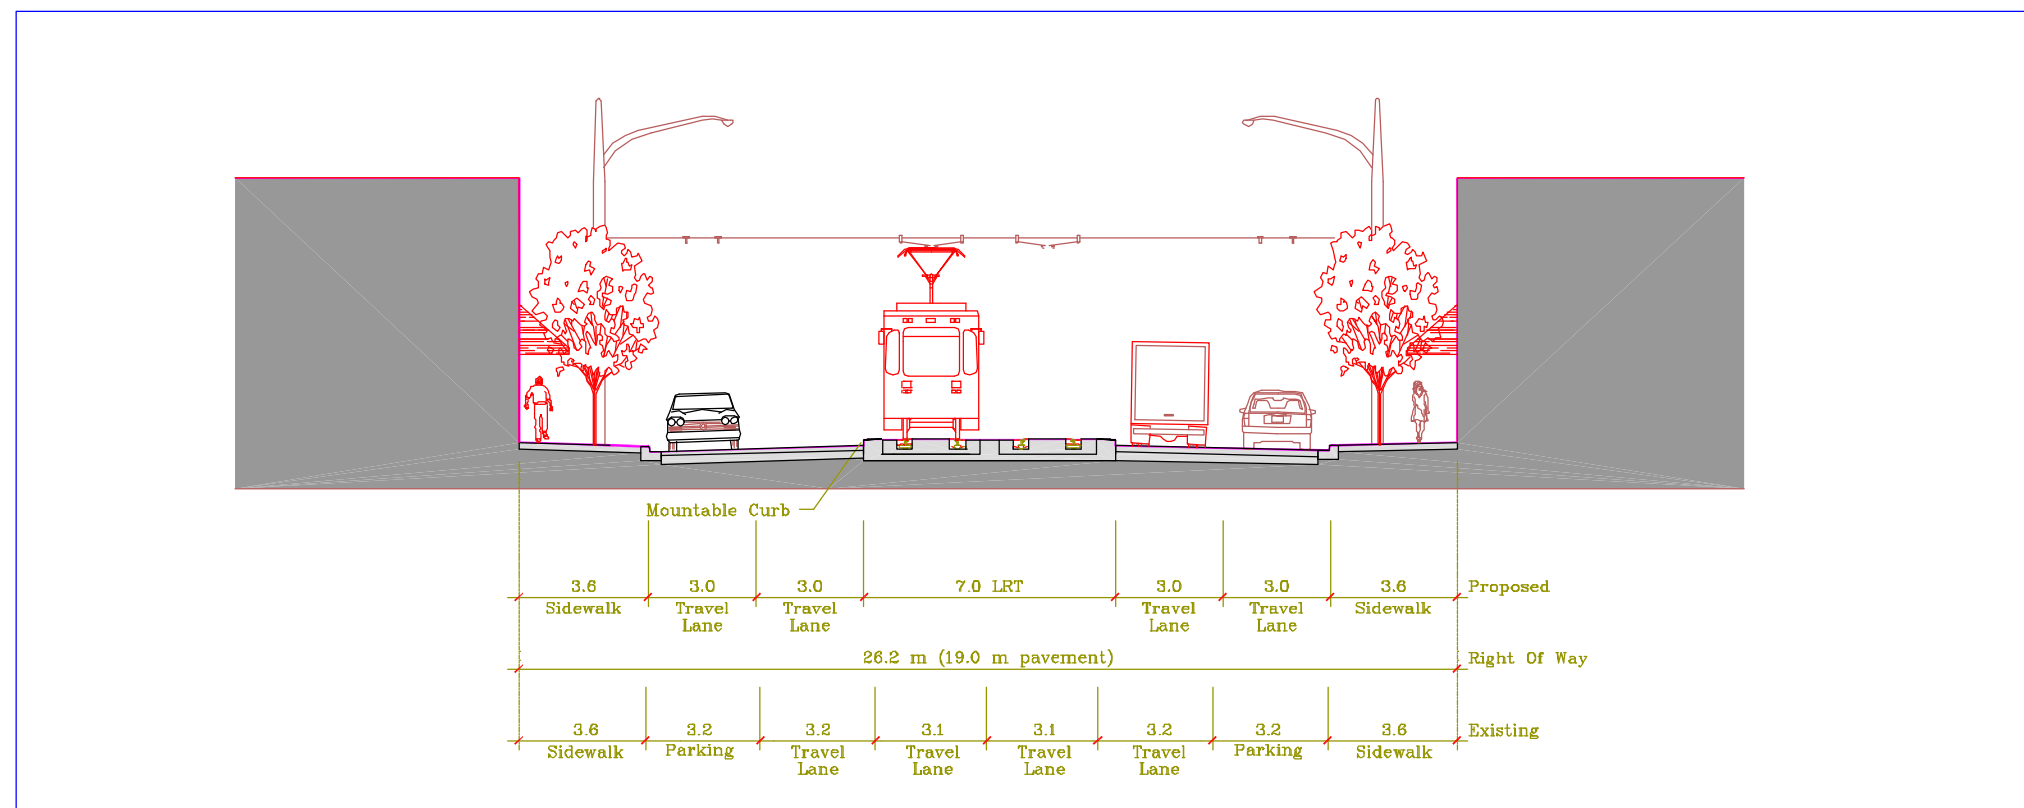 Mountable Curb
3.6 3.0 3.0 7.0 LRT 3.0 3.0 3.6 Proposed
Sidewalk Travel Lane Travel Lane Travel Lane Travel Lane Sidewalk
26.2 m (19.0 m pavement) Right Of Way
3.6 3.2 3.2 3.1 3.1 3.2 3.2 3.6 Existing
Sidewalk Parking Travel Lane Travel Lane Travel Lane Travel Lane Parking Sidewalk